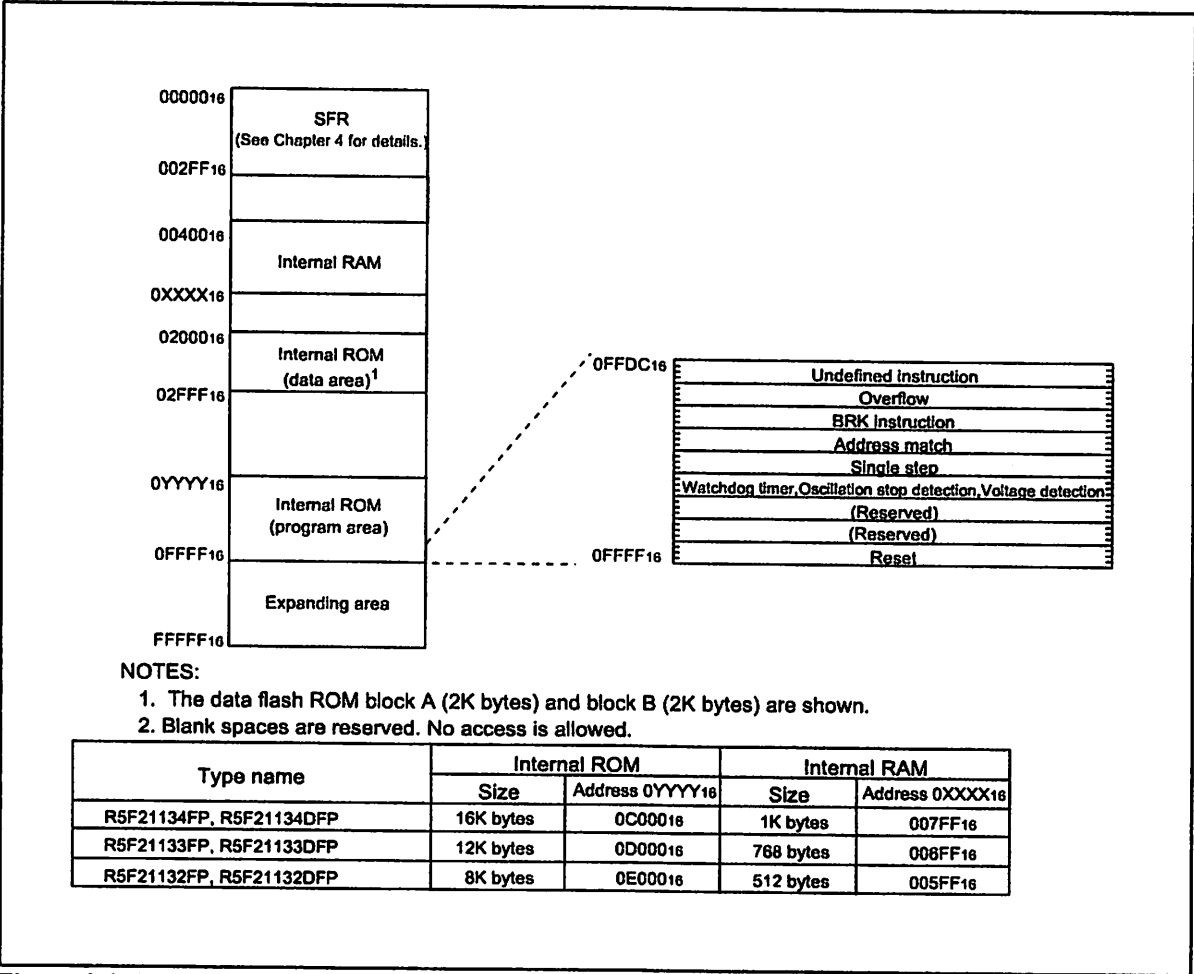 0000016
SFR
(See Chapter 4 for details.)
002FF16
0040016
Internal RAM
0XXXX16
0200016
Internal ROM
(data area)1
02FFF16
0YYYY16
Internal ROM
(program area)
0FFFF16
Expanding area
FFFFF16
0FFDC16
Undefined instruction
Overflow
BRK instruction
Address match
Single step
Watchdog timer,Oscillation stop detection,Voltage detection
(Reserved)
(Reserved)
0FFFF16
Reset
NOTES:
1. The data flash ROM block A (2K bytes) and block B (2K bytes) are shown.
2. Blank spaces are reserved. No access is allowed.
Type name Internal ROM Internal RAM
Size Address 0YYYY16 Size Address 0XXXX16
R5F21134FP, R5F21134DFP 16K bytes 0C00016 1K bytes 007FF16
R5F21133FP, R5F21133DFP 12K bytes 0D00016 768 bytes 006FF16
R5F21132FP, R5F21132DFP 8K bytes 0E00016 512 bytes 005FF16